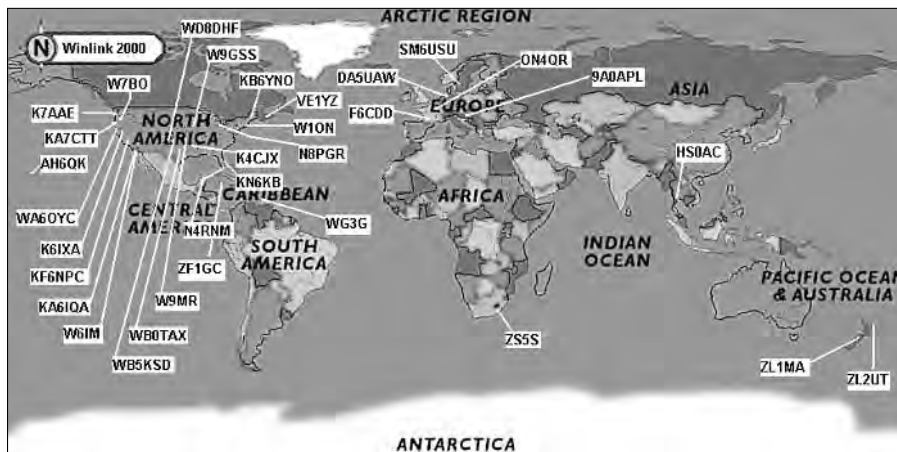 ARCTIC REGION
WD8DHF
SM6USU
N Winlink 2000
W9GSS
ON4QR
KB6YNO
DA5UAW
9A0APL
W7BO
VE1YZ
F6CDD
EUROPE
ASIA
K7AAE
NORTH
AMERICA
W1ON
KA7CTT
N8PGR
HS0AC
AH6QK
K4CJX
KN6KB
CARIBBEAN
AFRICA
CENTRAL
AMERICA
WA6OYC
WG3G
N4RNM
K6IXA
SOUTH
AMERICA
INDIAN
OCEAN
ZF1GC
KF6NPC
PACIFIC OCEAN
& AUSTRALIA
W9MR
KA6IQA
W6IM
WB0TAX
ZS5S
WB5KSD
ZL1MA
ZL2UT
ANTARCTICA